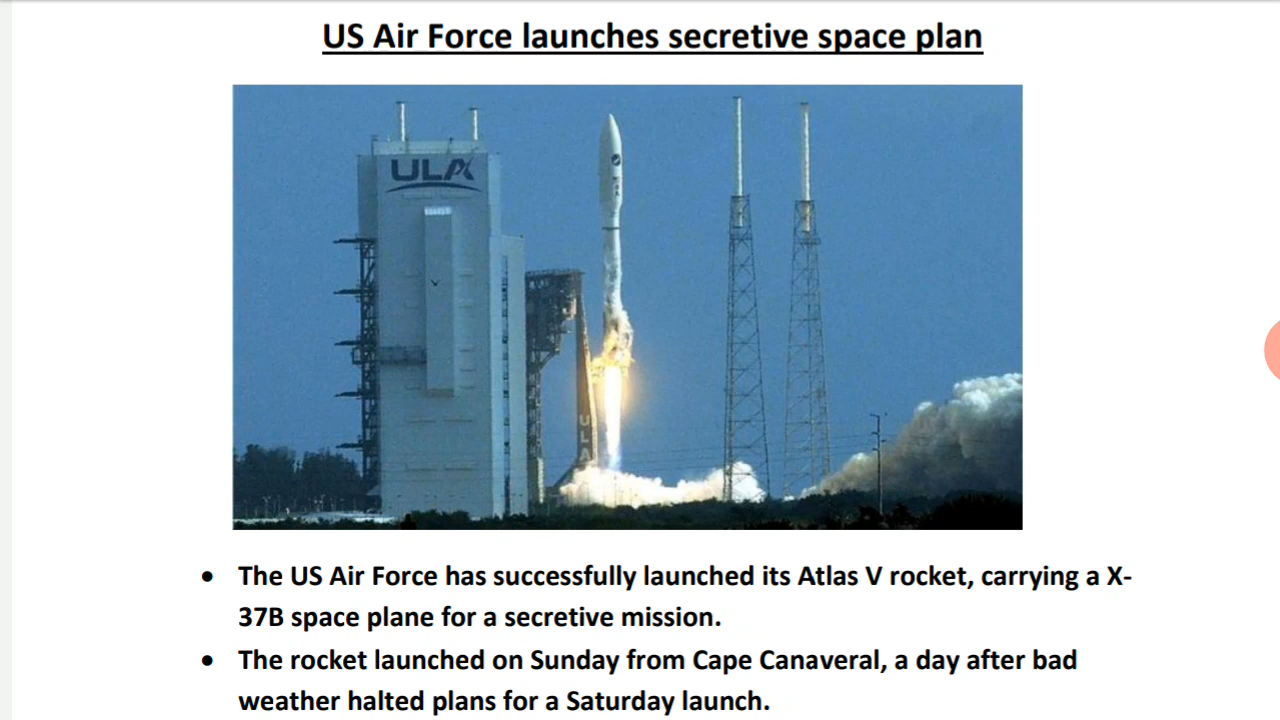 US Air Force launches secretive space plan
ULA
ULA
• The US Air Force has successfully launched its Atlas V rocket, carrying a X-
37B space plane for a secretive mission.
• The rocket launched on Sunday from Cape Canaveral, a day after bad
weather halted plans for a Saturday launch.